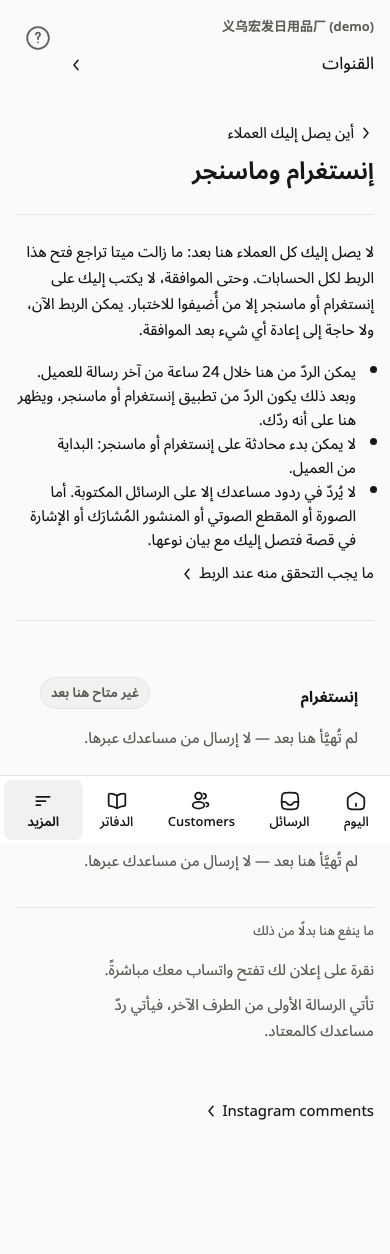 义乌宏发日用品厂 (demo)
القنوات
أين يصل إليك العملاء
إنستغرام وماسنجر
لا يصل إليك كل العملاء هنا بعد: ما زالت ميتا تراجع فتح هذا
الربط لكل الحسابات. وحتى الموافقة، لا يكتب إليك على
إنستغرام أو ماسنجر إلا من أُضيفوا للاختبار. يمكن الربط الآن،
ولا حاجة إلى إعادة أي شيء بعد الموافقة.
يمكن الردّ من هنا خلال 24 ساعة من آخر رسالة للعميل.
وبعد ذلك يكون الردّ من تطبيق إنستغرام أو ماسنجر، ويظهر
هنا على أنه ردّك.
لا يمكن بدء محادثة على إنستغرام أو ماسنجر: البداية
من العميل.
لا يُردّ في ردود مساعدك إلا على الرسائل المكتوبة. أما
الصورة أو المقطع الصوتي أو المنشور المُشارَك أو الإشارة
في قصة فتصل إليك مع بيان نوعها.
ما يجب التحقق منه عند الربط
إنستغرام
غير متاح هنا بعد
لم تُهيَّأ هنا بعد — لا إرسال من مساعدك عبرها.
اليوم
الرسائل
Customers
الدفاتر
المزيد
لم تُهيَّأ هنا بعد — لا إرسال من مساعدك عبرها.
ما ينفع هنا بدلًا من ذلك
نقرة على إعلان لك تفتح واتساب معك مباشرةً.
تأتي الرسالة الأولى من الطرف الآخر، فيأتي ردّ
مساعدك كالمعتاد.
Instagram comments